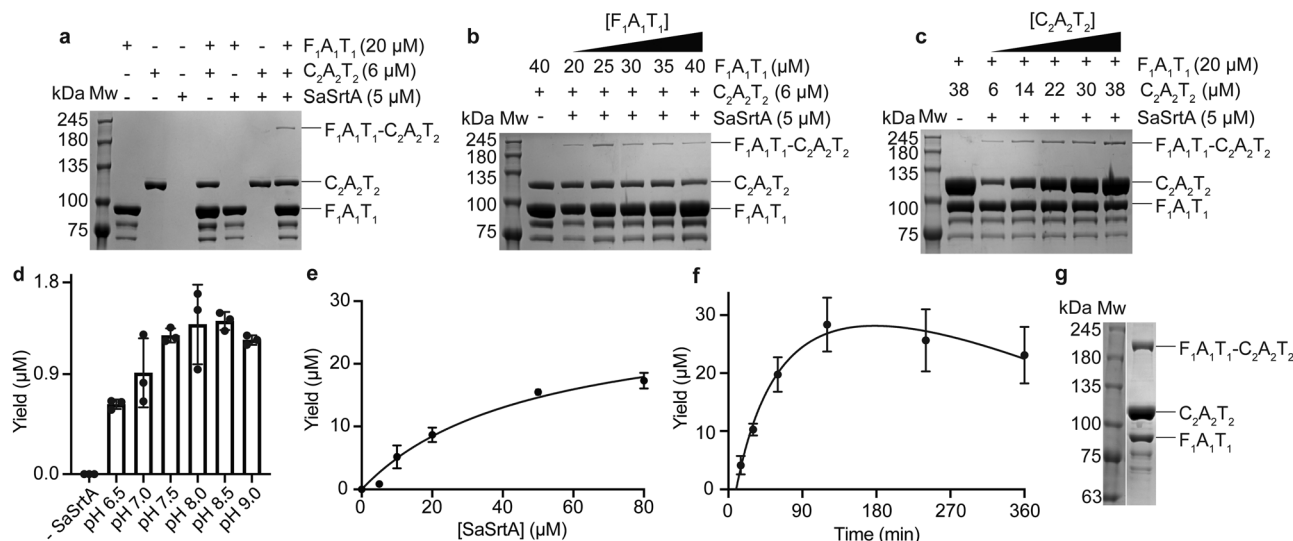 a
+ - - + + - + F1A1T1 (20 µM)
- + - + - + + C2A2T2 (6 µM)
kDa Mw - - + - + + + SaSrtA (5 µM)
245
180
135
100
75
F1A1T1-C2A2T2
C2A2T2
F1A1T1
b
[F1A1T1]
40 20 25 30 35 40 F1A1T1 (µM)
+ + + + + + C2A2T2 (6 µM)
kDa Mw - + + + + + SaSrtA (5 µM)
245
180
135
100
75
F1A1T1-C2A2T2
C2A2T2
F1A1T1
c
[C2A2T2]
+ + + + + + F1A1T1 (20 µM)
38 6 14 22 30 38 C2A2T2 (µM)
kDa Mw - + + + + + SaSrtA (5 µM)
245
180
135
100
75
F1A1T1-C2A2T2
C2A2T2
F1A1T1
d
Yield (µM)
1.8
0.9
0.0
- SaSrtA pH 6.5 pH 7.0 pH 7.5 pH 8.0 pH 8.5 pH 9.0
e
Yield (µM)
30
20
10
0
0 20 40 60 80
[SaSrtA] (µM)
f
Yield (µM)
30
20
10
0
0 90 180 270 360
Time (min)
g
kDa Mw
245
180
135
100
75
63
F1A1T1-C2A2T2
C2A2T2
F1A1T1